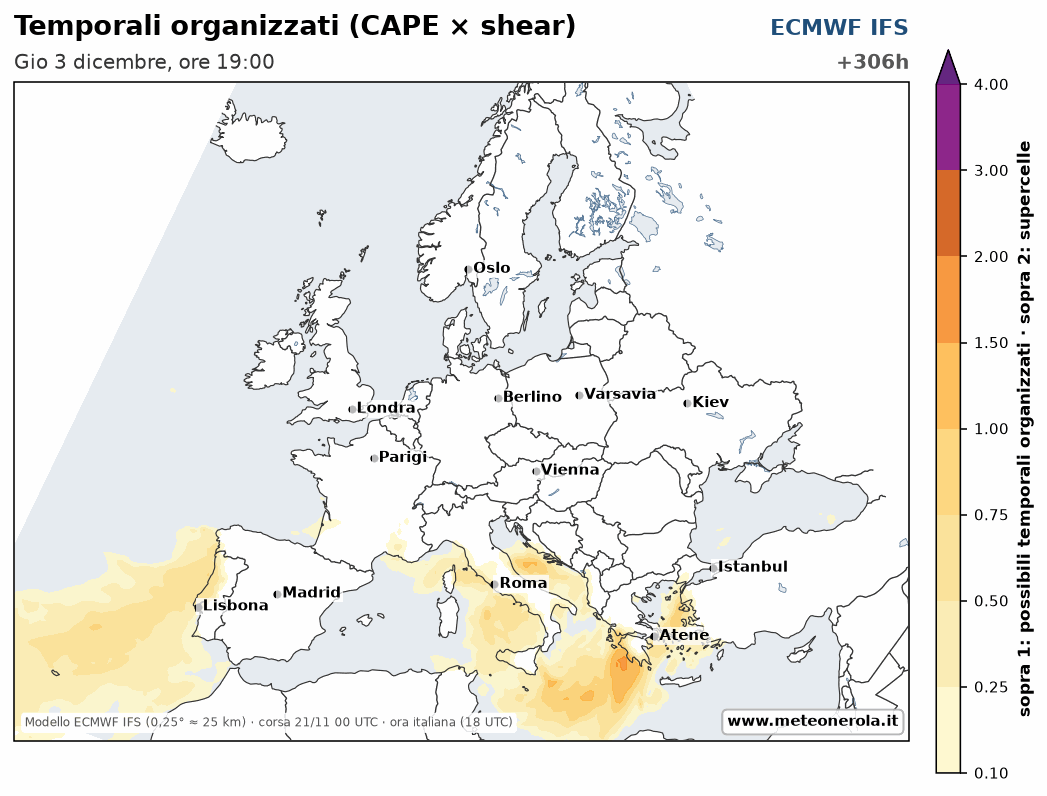 Temporali organizzati (CAPE × shear)
ECMWF IFS
Gio 3 dicembre, ore 19:00
+306h
Oslo
Londra
Berlino
Varsavia
Kiev
Parigi
Vienna
Istanbul
Roma
Madrid
Lisbona
Atene
Modello ECMWF IFS (0,25° ≈ 25 km) · corsa 21/11 00 UTC · ora italiana (18 UTC)
www.meteonerola.it
4.00
3.00
2.00
1.50
1.00
0.75
0.50
0.25
0.10
sopra 1: possibili temporali organizzati · sopra 2: supercelle